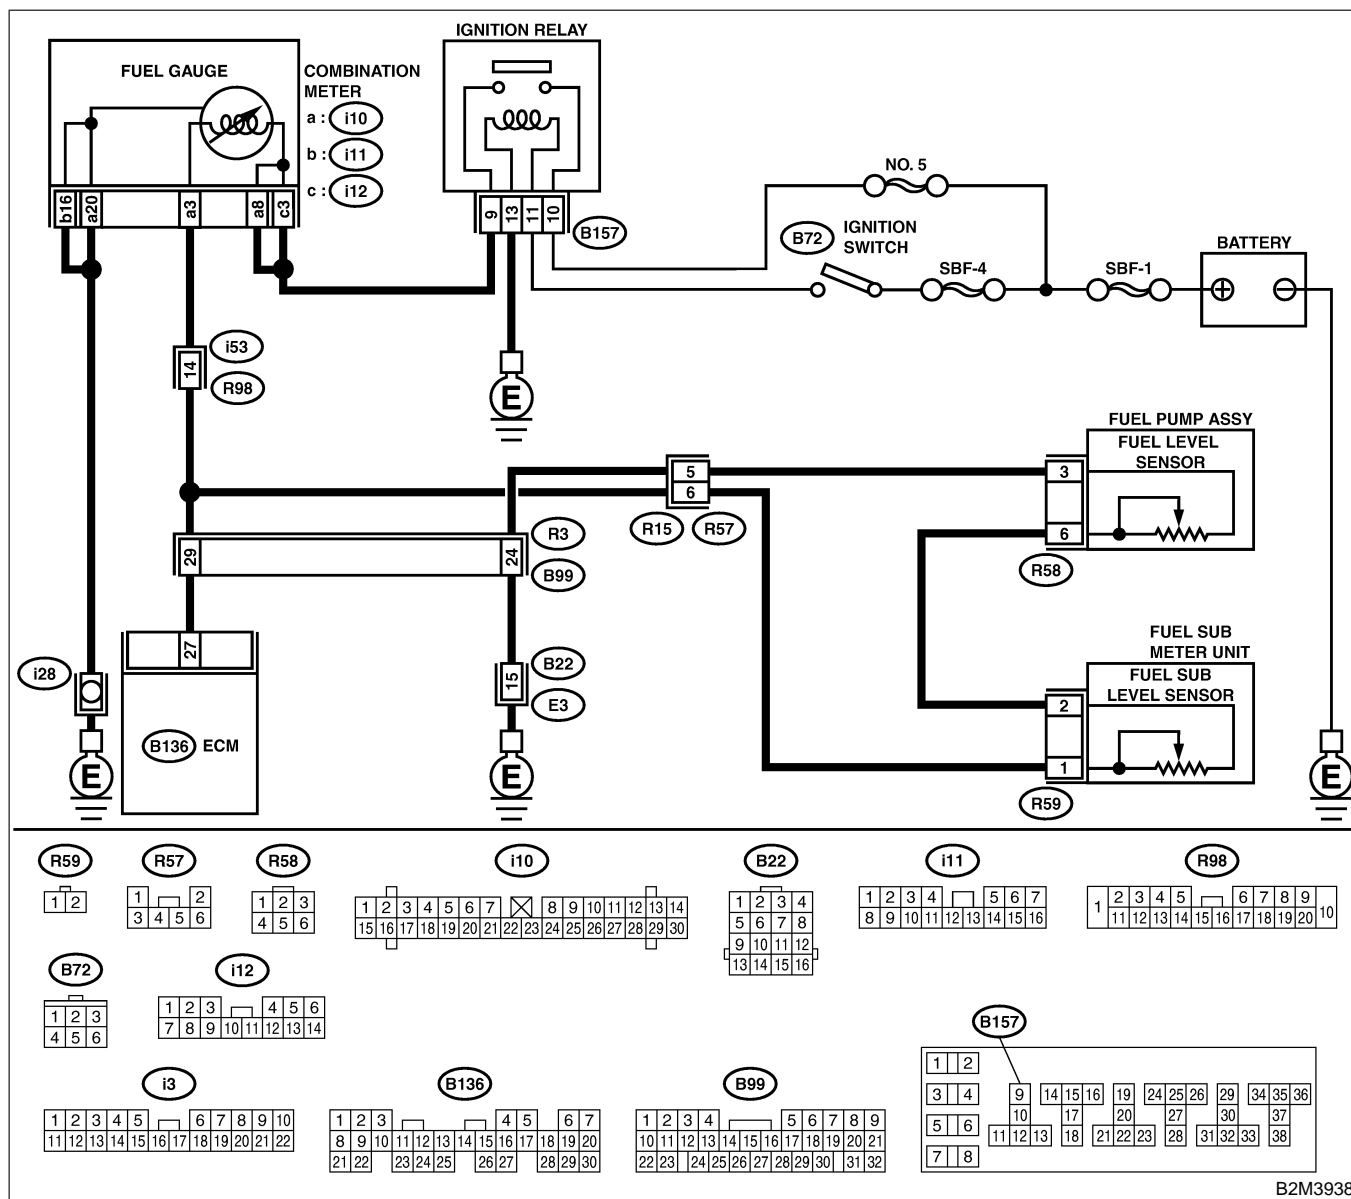 IGNITION RELAY
FUEL GAUGE
COMBINATION
METER
a : i10
b : i11
c : i12
b16 a20 a3 a8 c3
9 13 11 10
B157
NO. 5
B72
IGNITION
SWITCH
SBF-4
SBF-1
BATTERY
i53
14
R98
E
FUEL PUMP ASSY
FUEL LEVEL
SENSOR
5
6
3
6
R15
R57
R58
R3
29
24
B99
27
B22
15
E3
i28
B136 ECM
E
E
FUEL SUB
METER UNIT
FUEL SUB
LEVEL SENSOR
2
1
R59
E
R59
1 2
R57
1 2
3 4 5 6
R58
1 2 3
4 5 6
i10
1 2 3 4 5 6 7 8 9 10 11 12 13 14
15 16 17 18 19 20 21 22 23 24 25 26 27 28 29 30
B22
1 2 3 4
5 6 7 8
9 10 11 12
13 14 15 16
i11
1 2 3 4 5 6 7
8 9 10 11 12 13 14 15 16
R98
1 2 3 4 5 6 7 8 9 10
11 12 13 14 15 16 17 18 19 20
B72
1 2 3
4 5 6
i12
1 2 3 4 5 6
7 8 9 10 11 12 13 14
i3
1 2 3 4 5 6 7 8 9 10
11 12 13 14 15 16 17 18 19 20 21 22
B136
1 2 3 4 5 6 7
8 9 10 11 12 13 14 15 16 17 18 19 20
21 22 23 24 25 26 27 28 29 30
B99
1 2 3 4 5 6 7 8 9
10 11 12 13 14 15 16 17 18 19 20 21
22 23 24 25 26 27 28 29 30 31 32
B157
1 2
3 4 9 14 15 16 19 24 25 26 29 34 35 36
10 17 20 27 30 37
5 6 11 12 13 18 21 22 23 28 31 32 33 38
7 8
B2M3938